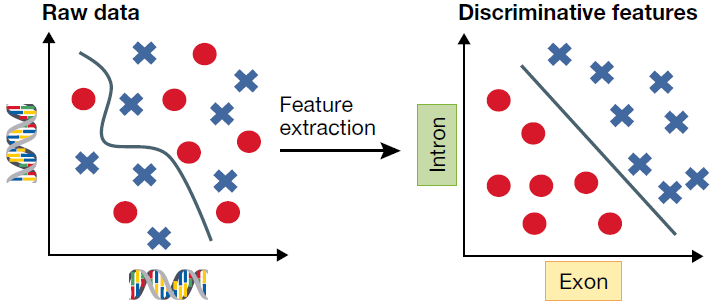 Raw data
Discriminative features
Feature
extraction
Intron
Exon